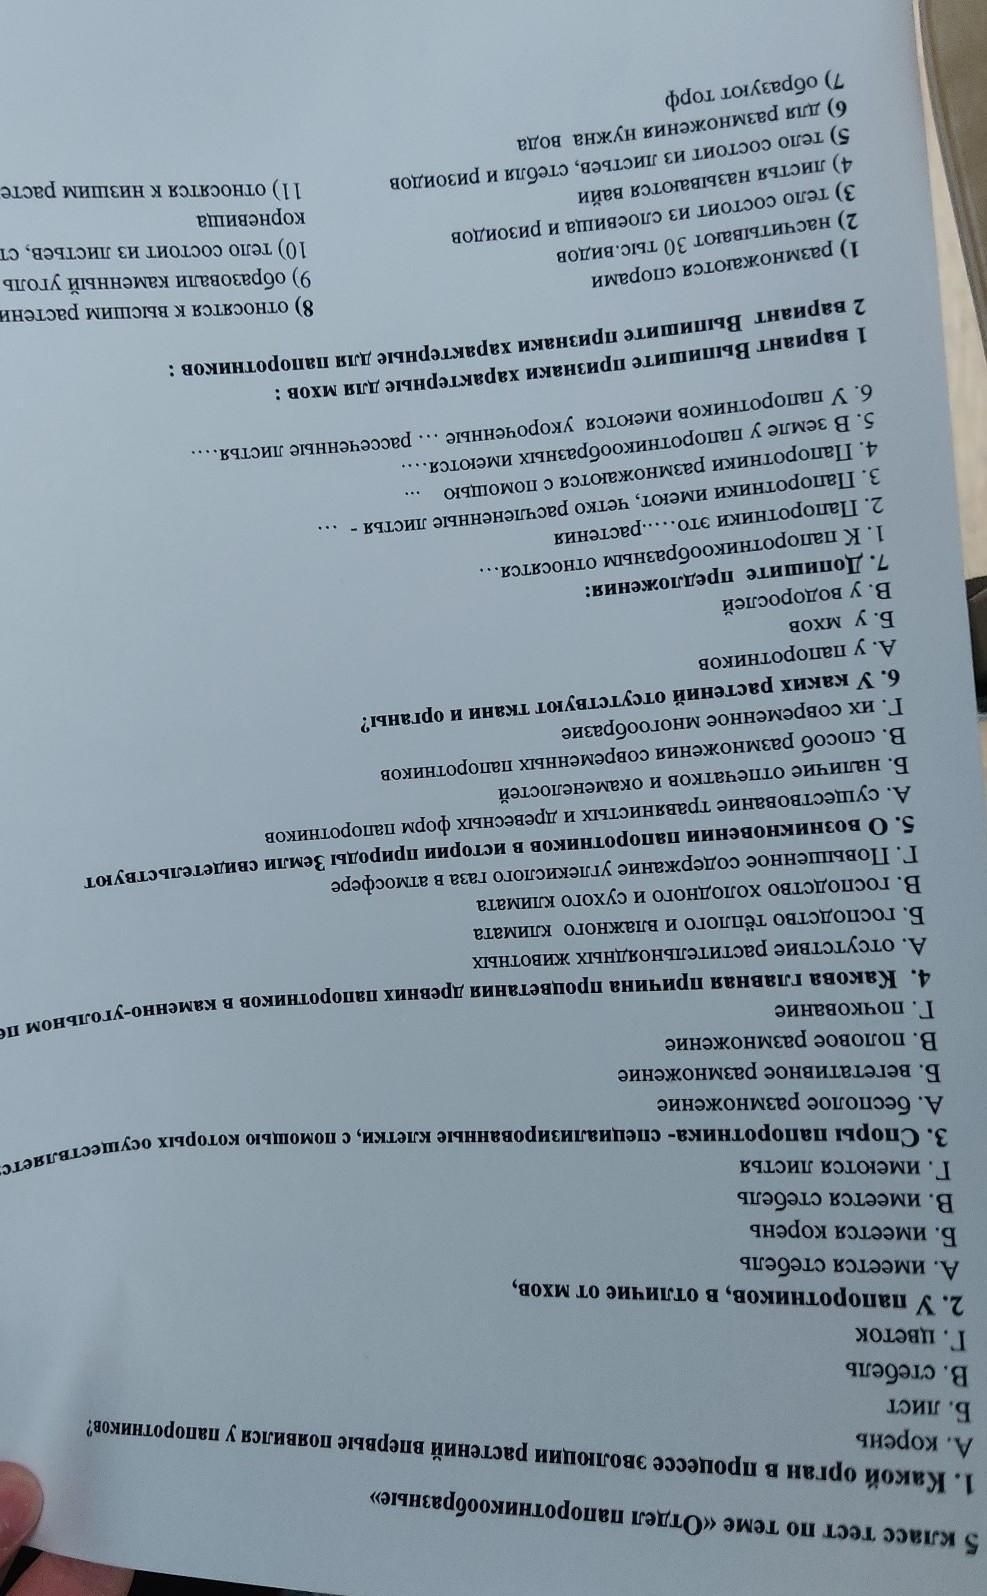 5 класс тест по теме «Отдел папоротникообразные»
1. Какой орган в процессе эволюции растений впервые появился у папоротников?
А. корень
Б. лист
В. стебель
Г. цветок
2. У папоротников, в отличие от мхов,
А. имеется стебель
Б. имеется корень
В. имеется стебель
Г. имеются листья
3. Споры папоротника- специализированные клетки, с помощью которых осуществляетс
А. бесполое размножение
Б. вегетативное размножение
В. половое размножение
Г. почкование
4. Какова главная причина процветания древних папоротников в каменно-угольном пе
А. отсутствие растительноядных животных
Б. господство тёплого и влажного климата
В. господство холодного и сухого климата
Г. Повышенное содержание углекислого газа в атмосфере
5. О возникновении папоротников в истории природы Земли свидетельствуют
А. существование травянистых и древесных форм папоротников
Б. наличие отпечатков и окаменелостей
В. способ размножения современных папоротников
Г. их современное многообразие
6. У каких растений отсутствуют ткани и органы?
А. у папоротников
Б. у мхов
В. у водорослей
7. Допишите предложения:
1. К папоротникообразным относятся…
2. Папоротники это…..растения
3. Папоротники имеют, четко расчлененные листья - …
4. Папоротники размножаются с помощью …
5. В земле у папоротникообразных имеются….
6. У папоротников имеются укороченные … рассеченные листья….
1 вариант Выпишите признаки характерные для мхов :
2 вариант Выпишите признаки характерные для папоротников :
1) размножаются спорами
2) насчитывают 30 тыс.видов
3) тело состоит из слоевища и ризоидов
4) листья называются вайи
5) тело состоит из листьев, стебля и ризоидов
6) для размножения нужна вода
7) образуют торф
8) относятся к высшим растени
9) образовали каменный уголь
10) тело состоит из листьев, ст
корневища
11) относятся к низшим расте